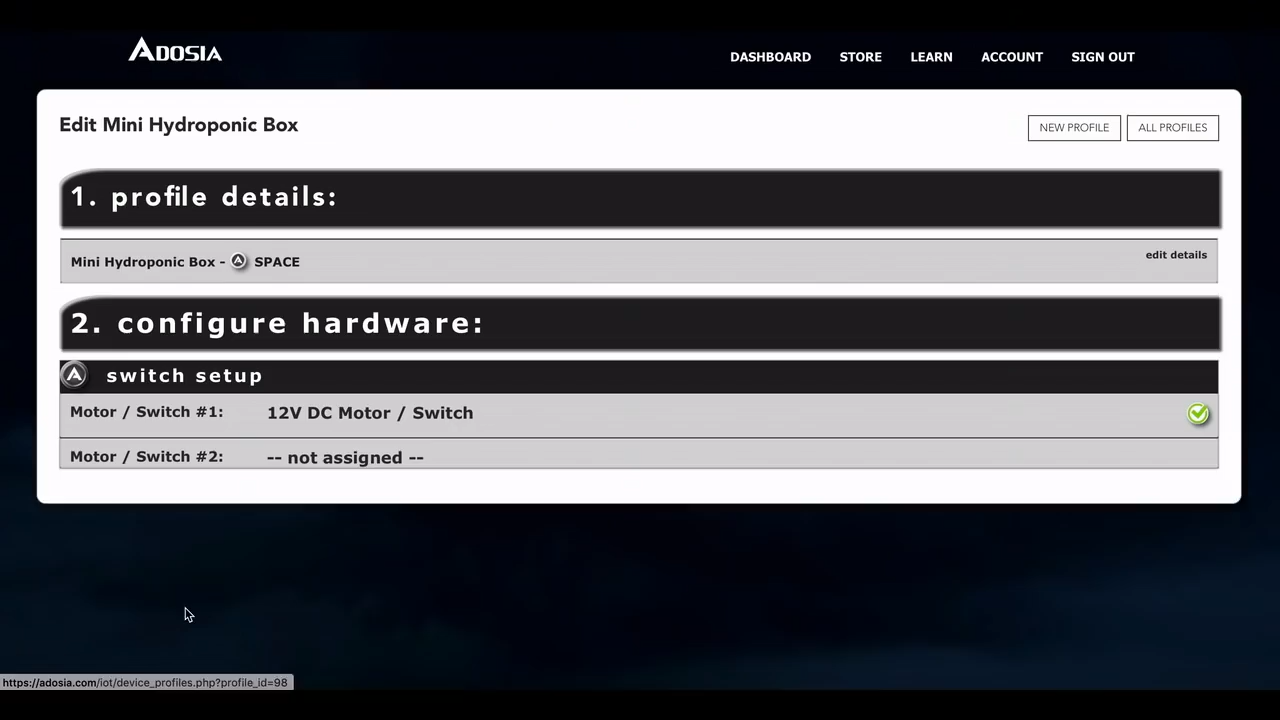 ADOSIA
DASHBOARD STORE LEARN ACCOUNT SIGN OUT
Edit Mini Hydroponic Box
NEW PROFILE ALL PROFILES
1. profile details:
Mini Hydroponic Box - A SPACE
edit details
2. configure hardware:
A switch setup
Motor / Switch #1: 12V DC Motor / Switch
Motor / Switch #2: -- not assigned --
https://adosia.com/iot/device_profiles.php?profile_id=98